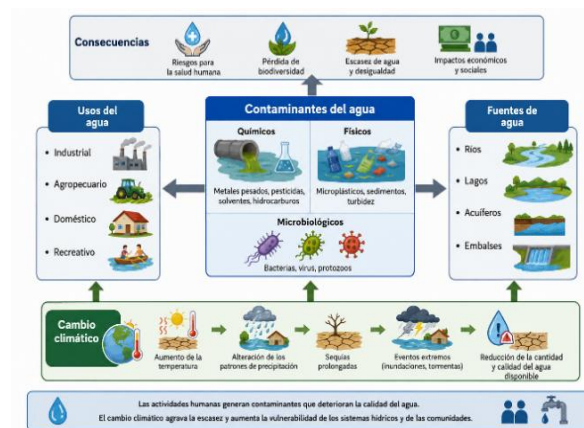 Consecuencias
Riesgos para
la salud humana
Pérdida de
biodiversidad
Escasez de agua
y desigualdad
Impactos económicos
y sociales
Usos del
agua
• Industrial
• Agropecuario
• Doméstico
• Recreativo
Contaminantes del agua
Químicos
Metales pesados, pesticidas,
solventes, hidrocarburos
Físicos
Microplásticos, sedimentos,
turbidez
Microbiológicos
Bacterias, virus, protozoos
Fuentes de
agua
• Ríos
• Lagos
• Acuíferos
• Embalses
Cambio
climático
Aumento de la
temperatura
Alteración de los
patrones de precipitación
Sequías
prolongadas
Eventos extremos
(inundaciones, tormentas)
Reducción de la cantidad
y calidad del agua
disponible
Las actividades humanas generan contaminantes que deterioran la calidad del agua.
El cambio climático agrava la escasez y aumenta la vulnerabilidad de los sistemas hídricos y de las comunidades.